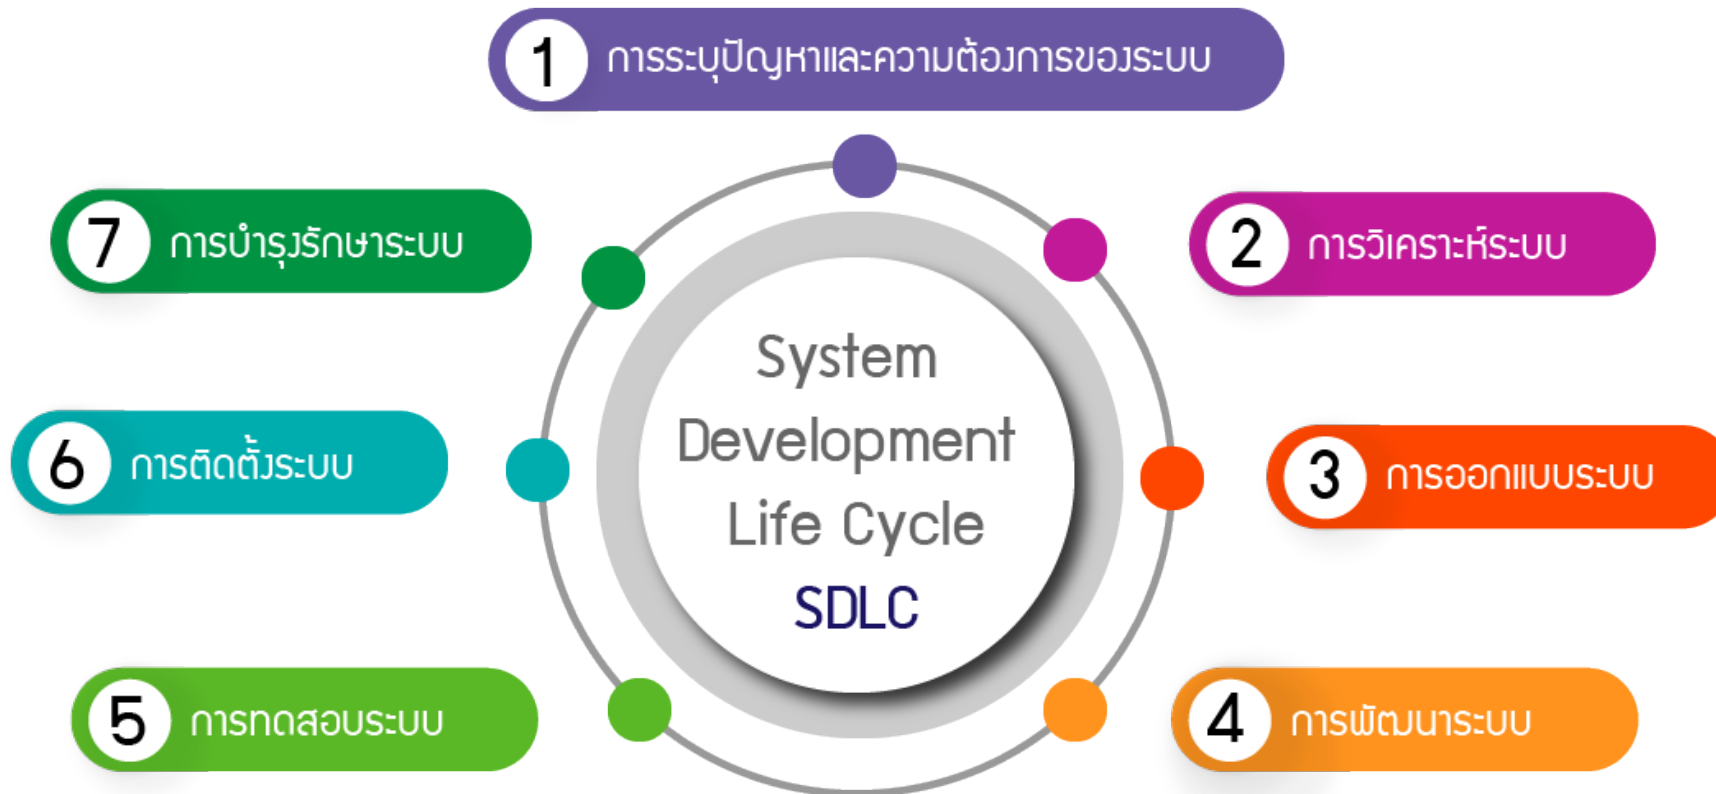 1 การระบุปัญหาและความต้องการของระบบ
2 การวิเคราะห์ระบบ
3 การออกแบบระบบ
4 การพัฒนาระบบ
5 การทดสอบระบบ
6 การติดตั้งระบบ
7 การบำรุงรักษาระบบ
System
Development
Life Cycle
SDLC